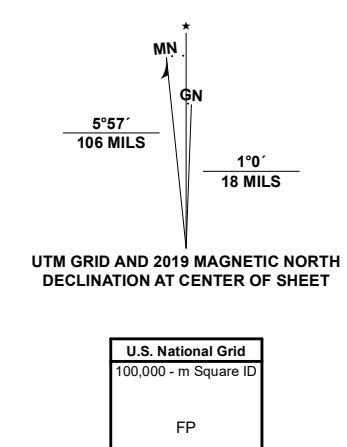 MN
GN
5°57´
106 MILS
1°0´
18 MILS
UTM GRID AND 2019 MAGNETIC NORTH
DECLINATION AT CENTER OF SHEET
U.S. National Grid
100,000 - m Square ID
FP